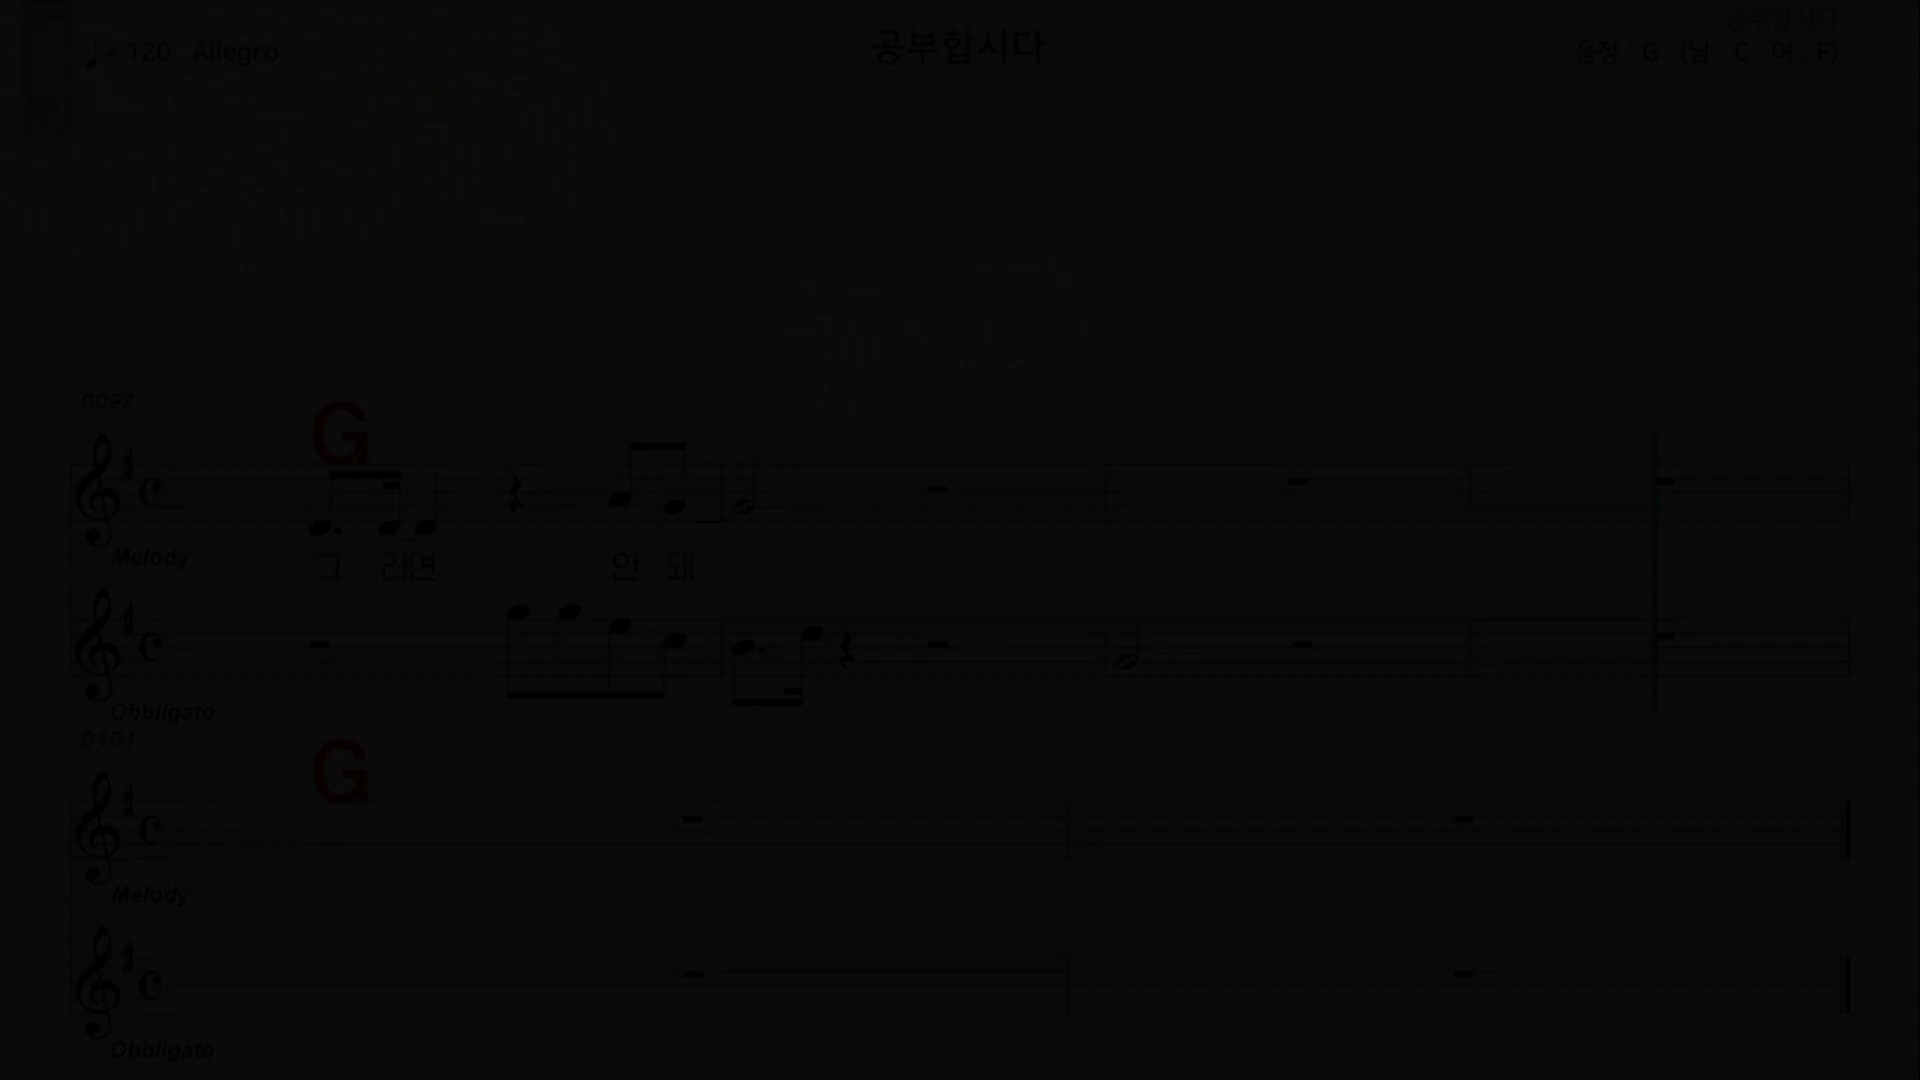 공부합시다
♩ = 120 Allegro
공부합시다
음정 : G (남 : C 여 : F)
0097
G
Melody
그 러면 안 돼
Obbligato
0101
G
Melody
Obbligato